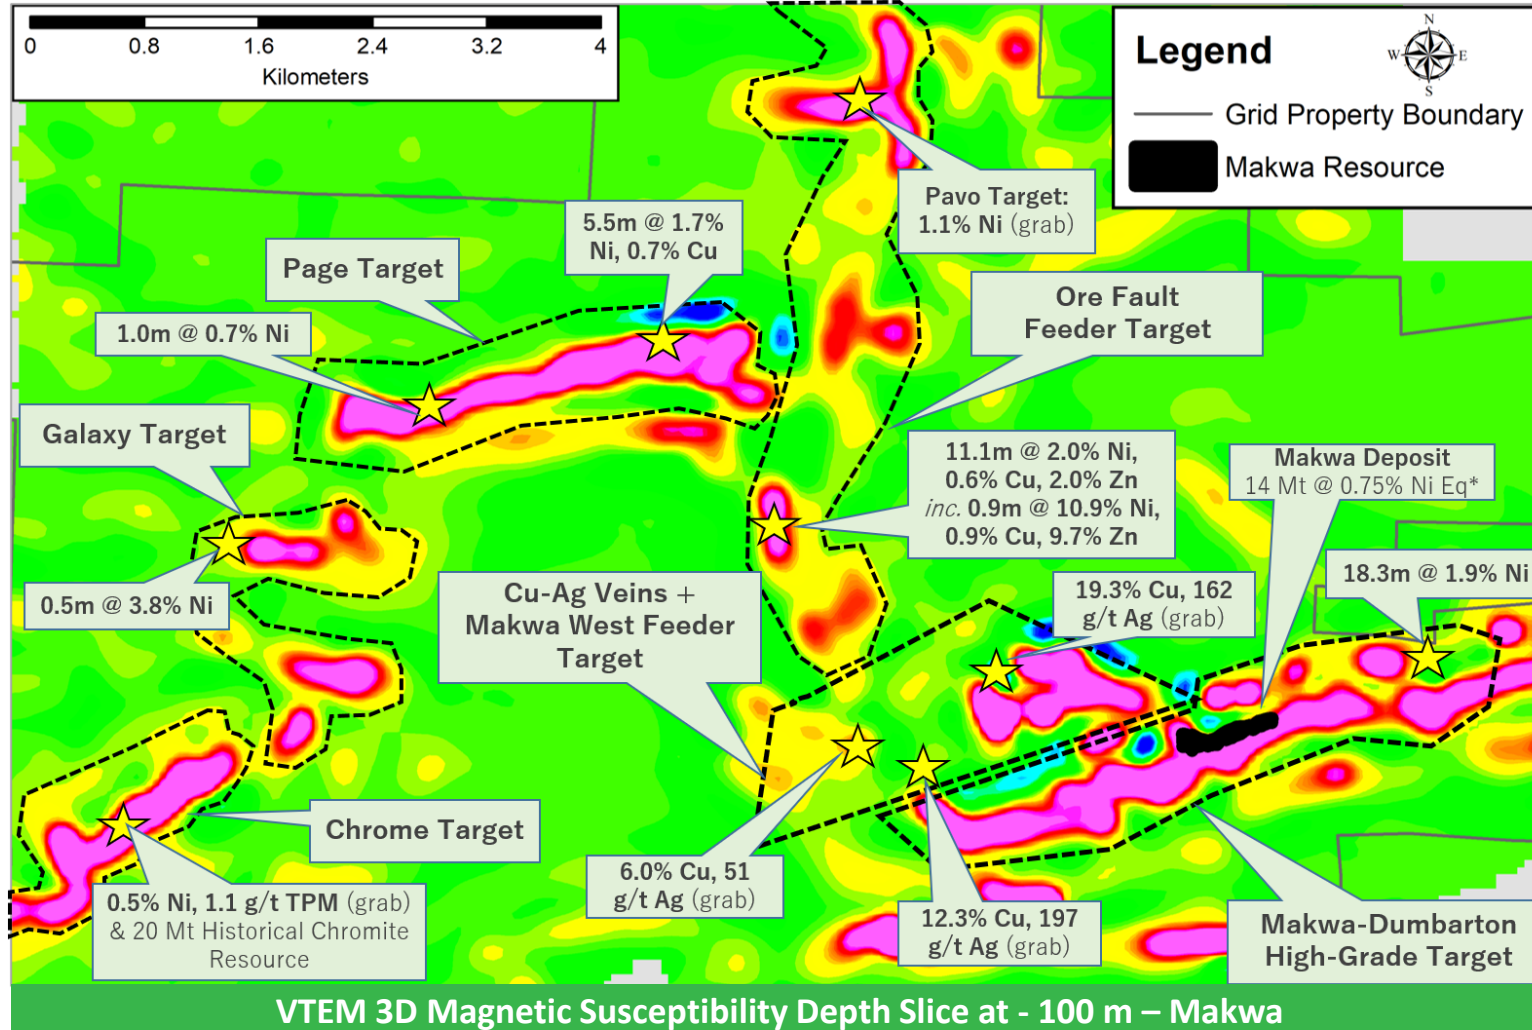 0 0.8 1.6 2.4 3.2 4
Kilometers
Legend
N
W E
S
Grid Property Boundary
Makwa Resource
Pavo Target:
1.1% Ni (grab)
5.5m @ 1.7%
Ni, 0.7% Cu
Page Target
1.0m @ 0.7% Ni
Ore Fault
Feeder Target
Galaxy Target
11.1m @ 2.0% Ni,
0.6% Cu, 2.0% Zn
inc. 0.9m @ 10.9% Ni,
0.9% Cu, 9.7% Zn
Makwa Deposit
14 Mt @ 0.75% Ni Eq*
0.5m @ 3.8% Ni
Cu-Ag Veins +
Makwa West Feeder
Target
19.3% Cu, 162
g/t Ag (grab)
18.3m @ 1.9% Ni
Chrome Target
0.5% Ni, 1.1 g/t TPM (grab)
& 20 Mt Historical Chromite
Resource
6.0% Cu, 51
g/t Ag (grab)
12.3% Cu, 197
g/t Ag (grab)
Makwa-Dumbarton
High-Grade Target
VTEM 3D Magnetic Susceptibility Depth Slice at - 100 m – Makwa